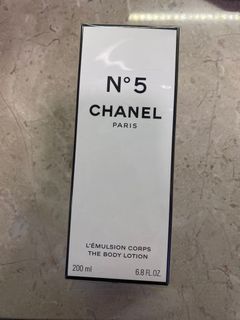 N°5
CHANEL
PARIS
L'ÉMULSION CORPS
THE BODY LOTION
200 ml 6.8 FL.OZ